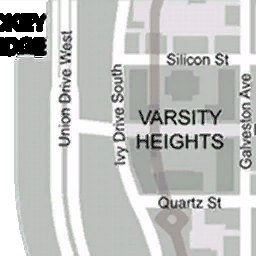 Silicon St
Union Drive West
Ivy Drive South
VARSITY
HEIGHTS
Galveston Ave
Quartz St